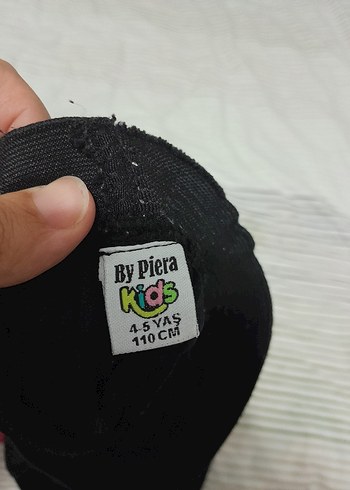 By Piera
Kids
4-5 YAŞ
110 CM